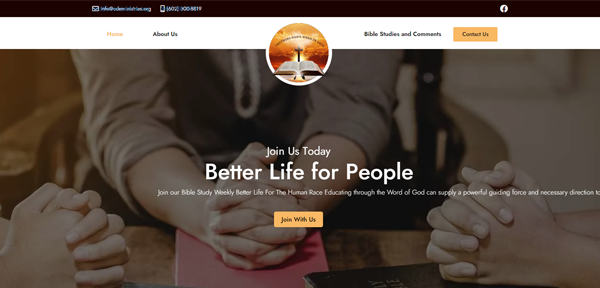 info@odeministries.org (602) 300-8819
Home About Us Bible Studies and Comments Contact Us
Join Us Today
Better Life for People
Join our Bible Study Weekly Better Life For The Human Race Educating through the Word of God can supply a powerful guiding force and necessary direction to
Join With Us